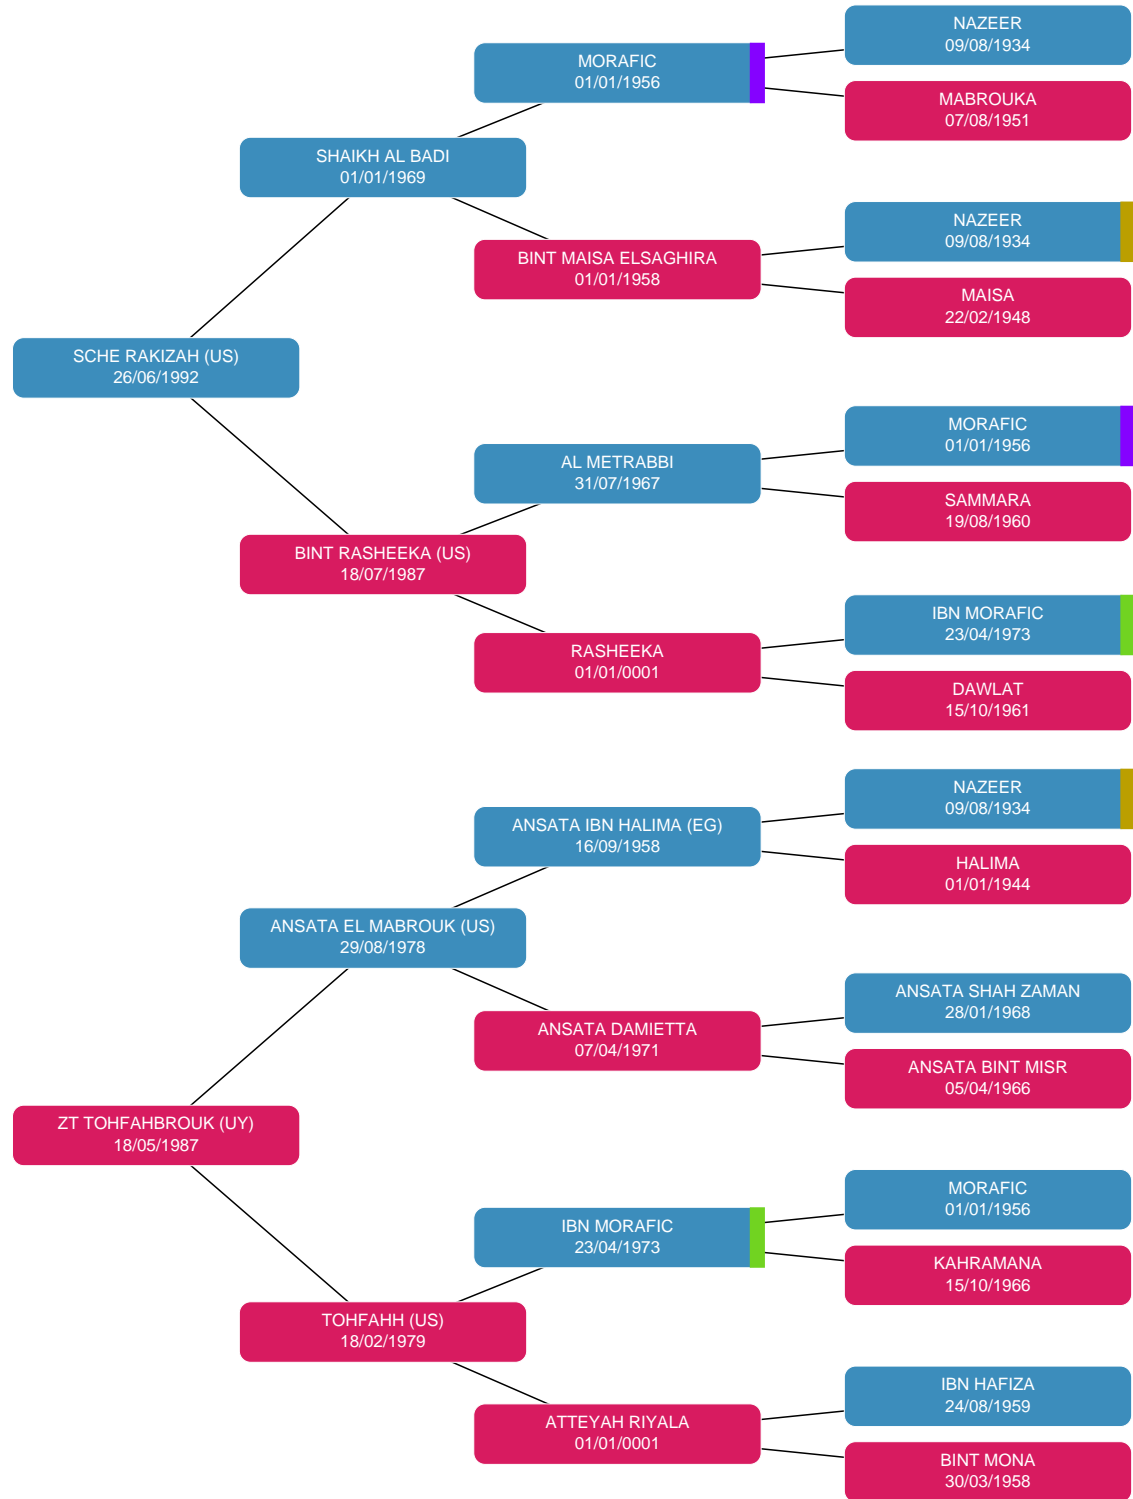 NAZEER
09/08/1934
MORAFIC
01/01/1956
MABROUKA
07/08/1951
SHAIKH AL BADI
01/01/1969
NAZEER
09/08/1934
BINT MAISA ELSAGHIRA
01/01/1958
MAISA
22/02/1948
SCHE RAKIZAH (US)
26/06/1992
MORAFIC
01/01/1956
AL METRABBI
31/07/1967
SAMMARA
19/08/1960
BINT RASHEEKA (US)
18/07/1987
IBN MORAFIC
23/04/1973
RASHEEKA
01/01/0001
DAWLAT
15/10/1961
NAZEER
09/08/1934
ANSATA IBN HALIMA (EG)
16/09/1958
HALIMA
01/01/1944
ANSATA EL MABROUK (US)
29/08/1978
ANSATA SHAH ZAMAN
28/01/1968
ANSATA DAMIETTA
07/04/1971
ANSATA BINT MISR
05/04/1966
ZT TOHFAHBROUK (UY)
18/05/1987
MORAFIC
01/01/1956
IBN MORAFIC
23/04/1973
KAHRAMANA
15/10/1966
TOHFAHH (US)
18/02/1979
IBN HAFIZA
24/08/1959
ATTEYAH RIYALA
01/01/0001
BINT MONA
30/03/1958